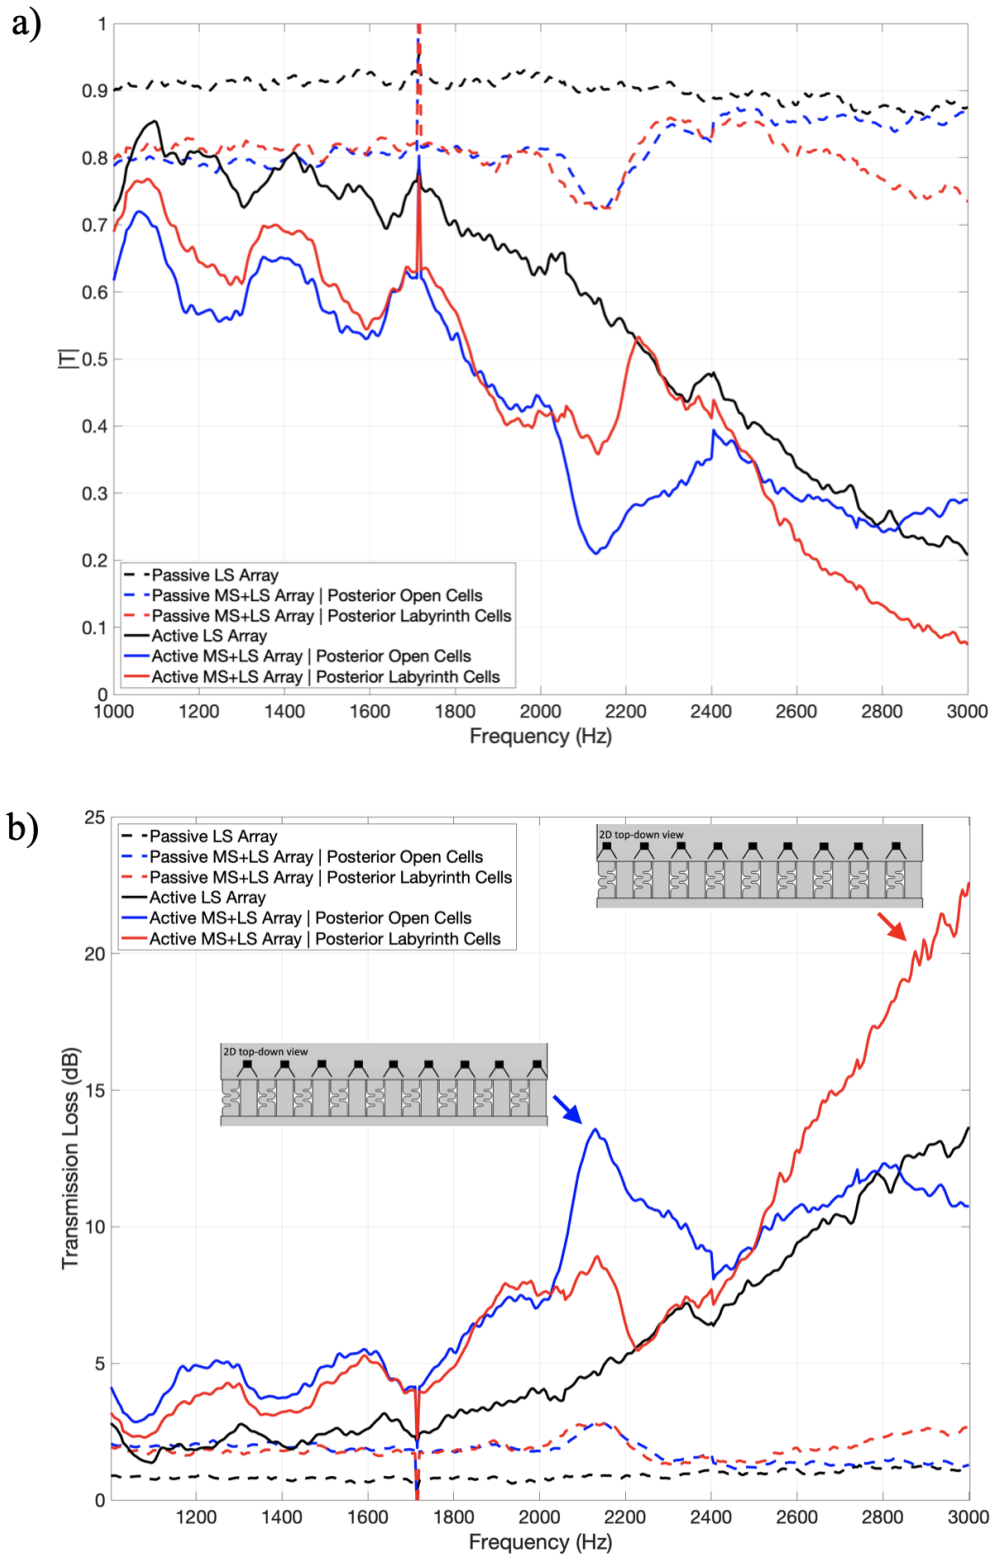 a)
1
0.9
0.8
0.7
0.6
0.5
0.4
0.3
0.2
0.1
0
|T|
Passive LS Array
Passive MS+LS Array | Posterior Open Cells
Passive MS+LS Array | Posterior Labyrinth Cells
Active LS Array
Active MS+LS Array | Posterior Open Cells
Active MS+LS Array | Posterior Labyrinth Cells
1000 1200 1400 1600 1800 2000 2200 2400 2600 2800 3000
Frequency (Hz)
b)
25
20
15
10
5
0
Transmission Loss (dB)
Passive LS Array
Passive MS+LS Array | Posterior Open Cells
Passive MS+LS Array | Posterior Labyrinth Cells
Active LS Array
Active MS+LS Array | Posterior Open Cells
Active MS+LS Array | Posterior Labyrinth Cells
2D top-down view
2D top-down view
1200 1400 1600 1800 2000 2200 2400 2600 2800 3000
Frequency (Hz)